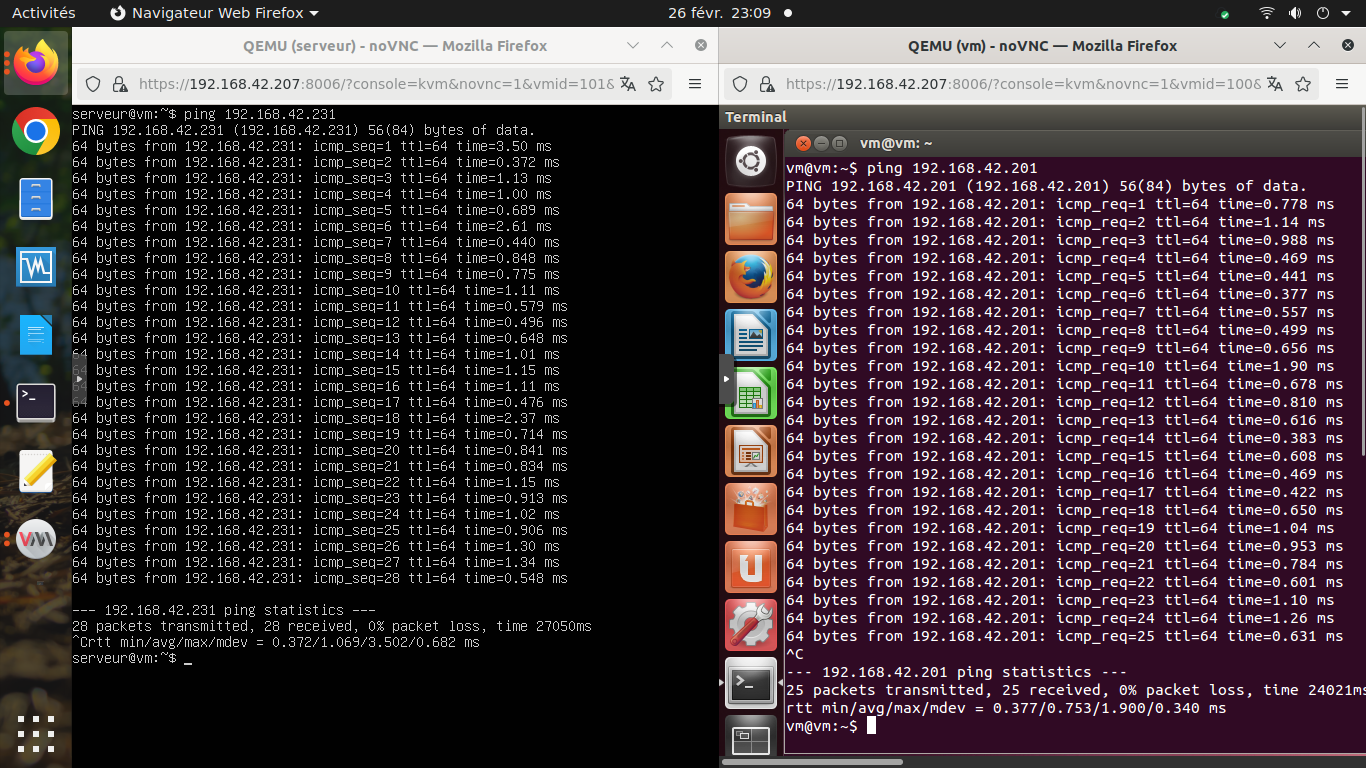 Activités
Navigateur Web Firefox
26 févr. 23:09
QEMU (serveur) - noVNC — Mozilla Firefox
https://192.168.42.207:8006/?console=kvm&novnc=1&vmid=101&
serveur@vm:~$ ping 192.168.42.231
PING 192.168.42.231 (192.168.42.231) 56(84) bytes of data.
64 bytes from 192.168.42.231: icmp_seq=1 ttl=64 time=3.50 ms
64 bytes from 192.168.42.231: icmp_seq=2 ttl=64 time=0.372 ms
64 bytes from 192.168.42.231: icmp_seq=3 ttl=64 time=1.13 ms
64 bytes from 192.168.42.231: icmp_seq=4 ttl=64 time=1.00 ms
64 bytes from 192.168.42.231: icmp_seq=5 ttl=64 time=0.689 ms
64 bytes from 192.168.42.231: icmp_seq=6 ttl=64 time=2.61 ms
64 bytes from 192.168.42.231: icmp_seq=7 ttl=64 time=0.440 ms
64 bytes from 192.168.42.231: icmp_seq=8 ttl=64 time=0.848 ms
64 bytes from 192.168.42.231: icmp_seq=9 ttl=64 time=0.775 ms
64 bytes from 192.168.42.231: icmp_seq=10 ttl=64 time=1.11 ms
64 bytes from 192.168.42.231: icmp_seq=11 ttl=64 time=0.579 ms
64 bytes from 192.168.42.231: icmp_seq=12 ttl=64 time=0.496 ms
64 bytes from 192.168.42.231: icmp_seq=13 ttl=64 time=0.648 ms
64 bytes from 192.168.42.231: icmp_seq=14 ttl=64 time=1.01 ms
64 bytes from 192.168.42.231: icmp_seq=15 ttl=64 time=1.15 ms
64 bytes from 192.168.42.231: icmp_seq=16 ttl=64 time=1.11 ms
64 bytes from 192.168.42.231: icmp_seq=17 ttl=64 time=0.476 ms
64 bytes from 192.168.42.231: icmp_seq=18 ttl=64 time=2.37 ms
64 bytes from 192.168.42.231: icmp_seq=19 ttl=64 time=0.714 ms
64 bytes from 192.168.42.231: icmp_seq=20 ttl=64 time=0.841 ms
64 bytes from 192.168.42.231: icmp_seq=21 ttl=64 time=0.834 ms
64 bytes from 192.168.42.231: icmp_seq=22 ttl=64 time=1.15 ms
64 bytes from 192.168.42.231: icmp_seq=23 ttl=64 time=0.913 ms
64 bytes from 192.168.42.231: icmp_seq=24 ttl=64 time=1.02 ms
64 bytes from 192.168.42.231: icmp_seq=25 ttl=64 time=0.906 ms
64 bytes from 192.168.42.231: icmp_seq=26 ttl=64 time=1.30 ms
64 bytes from 192.168.42.231: icmp_seq=27 ttl=64 time=1.34 ms
64 bytes from 192.168.42.231: icmp_seq=28 ttl=64 time=0.548 ms
--- 192.168.42.231 ping statistics ---
28 packets transmitted, 28 received, 0% packet loss, time 27050ms
^Crtt min/avg/max/mdev = 0.372/1.069/3.502/0.682 ms
serveur@vm:~$ _
QEMU (vm) - noVNC — Mozilla Firefox
https://192.168.42.207:8006/?console=kvm&novnc=1&vmid=100&
Terminal
vm@vm: ~
vm@vm:~$ ping 192.168.42.201
PING 192.168.42.201 (192.168.42.201) 56(84) bytes of data.
64 bytes from 192.168.42.201: icmp_req=1 ttl=64 time=0.778 ms
64 bytes from 192.168.42.201: icmp_req=2 ttl=64 time=1.14 ms
64 bytes from 192.168.42.201: icmp_req=3 ttl=64 time=0.988 ms
64 bytes from 192.168.42.201: icmp_req=4 ttl=64 time=0.469 ms
64 bytes from 192.168.42.201: icmp_req=5 ttl=64 time=0.441 ms
64 bytes from 192.168.42.201: icmp_req=6 ttl=64 time=0.377 ms
64 bytes from 192.168.42.201: icmp_req=7 ttl=64 time=0.557 ms
64 bytes from 192.168.42.201: icmp_req=8 ttl=64 time=0.499 ms
64 bytes from 192.168.42.201: icmp_req=9 ttl=64 time=0.656 ms
64 bytes from 192.168.42.201: icmp_req=10 ttl=64 time=1.90 ms
64 bytes from 192.168.42.201: icmp_req=11 ttl=64 time=0.678 ms
64 bytes from 192.168.42.201: icmp_req=12 ttl=64 time=0.810 ms
64 bytes from 192.168.42.201: icmp_req=13 ttl=64 time=0.616 ms
64 bytes from 192.168.42.201: icmp_req=14 ttl=64 time=0.383 ms
64 bytes from 192.168.42.201: icmp_req=15 ttl=64 time=0.608 ms
64 bytes from 192.168.42.201: icmp_req=16 ttl=64 time=0.469 ms
64 bytes from 192.168.42.201: icmp_req=17 ttl=64 time=0.422 ms
64 bytes from 192.168.42.201: icmp_req=18 ttl=64 time=0.650 ms
64 bytes from 192.168.42.201: icmp_req=19 ttl=64 time=1.04 ms
64 bytes from 192.168.42.201: icmp_req=20 ttl=64 time=0.953 ms
64 bytes from 192.168.42.201: icmp_req=21 ttl=64 time=0.784 ms
64 bytes from 192.168.42.201: icmp_req=22 ttl=64 time=0.601 ms
64 bytes from 192.168.42.201: icmp_req=23 ttl=64 time=1.10 ms
64 bytes from 192.168.42.201: icmp_req=24 ttl=64 time=1.26 ms
64 bytes from 192.168.42.201: icmp_req=25 ttl=64 time=0.631 ms
^C
--- 192.168.42.201 ping statistics ---
25 packets transmitted, 25 received, 0% packet loss, time 24021ms
rtt min/avg/max/mdev = 0.377/0.753/1.900/0.340 ms
vm@vm:~$